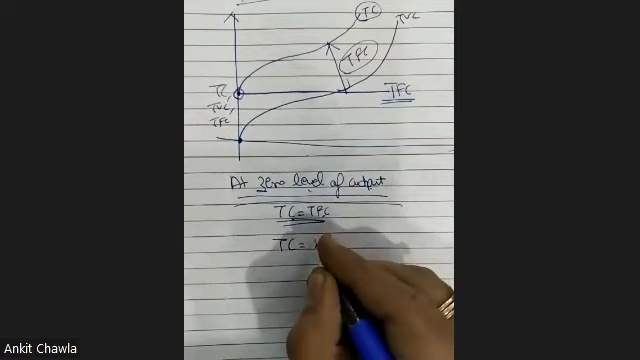 TC
TVC
TFC
TFC
TC,
TVC,
TFC
At Zero level of output
TC = TFC
TC =
Ankit Chawla